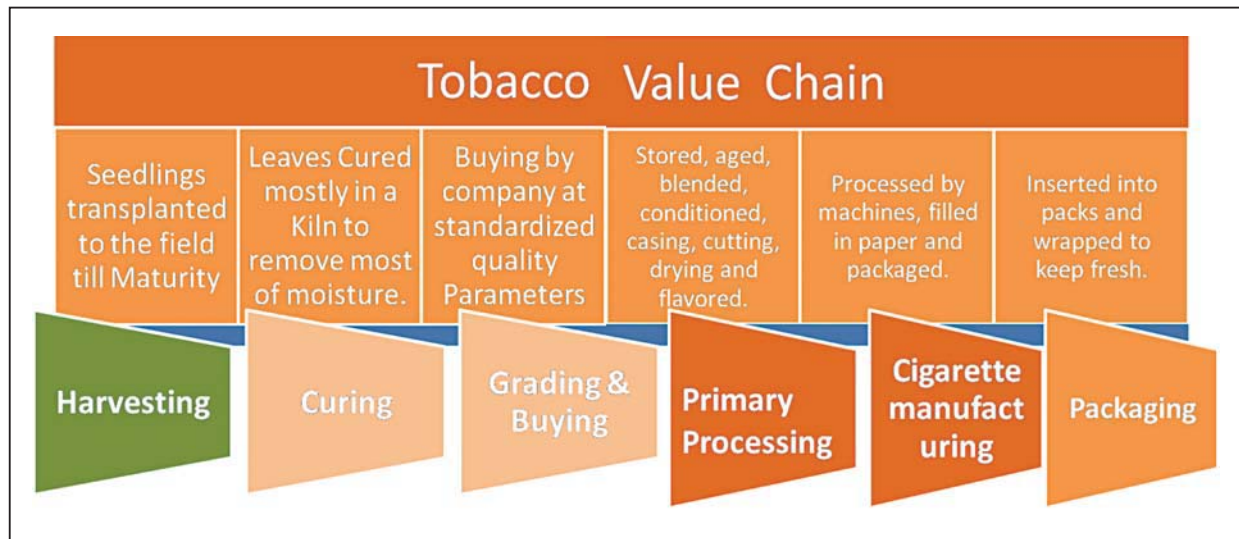 Tobacco Value Chain
Seedlings
transplanted
to the field
till Maturity
Leaves Cured
mostly in a
Kiln to
remove most
of moisture.
Buying by
company at
standardized
quality
Parameters
Stored, aged,
blended,
conditioned,
casing, cutting,
drying and
flavored.
Processed by
machines, filled
in paper and
packaged.
Inserted into
packs and
wrapped to
keep fresh.
Harvesting
Curing
Grading &
Buying
Primary
Processing
Cigarette
manufact
uring
Packaging